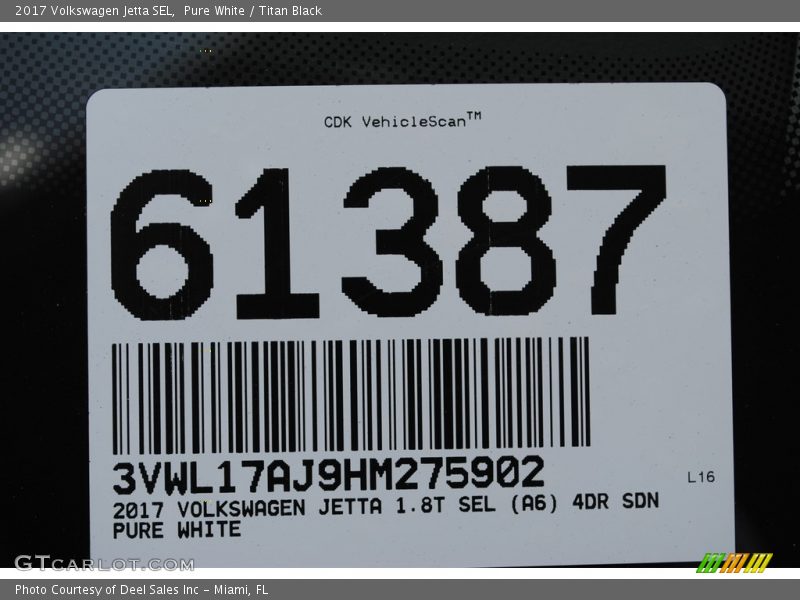 2017 Volkswagen Jetta SEL, Pure White / Titan Black
CDK VehicleScan™
61387
3VWL17AJ9HM275902
L16
2017 VOLKSWAGEN JETTA 1.8T SEL (A6) 4DR SDN
PURE WHITE
GTcarlot.com
Photo Courtesy of Deel Sales Inc - Miami, FL